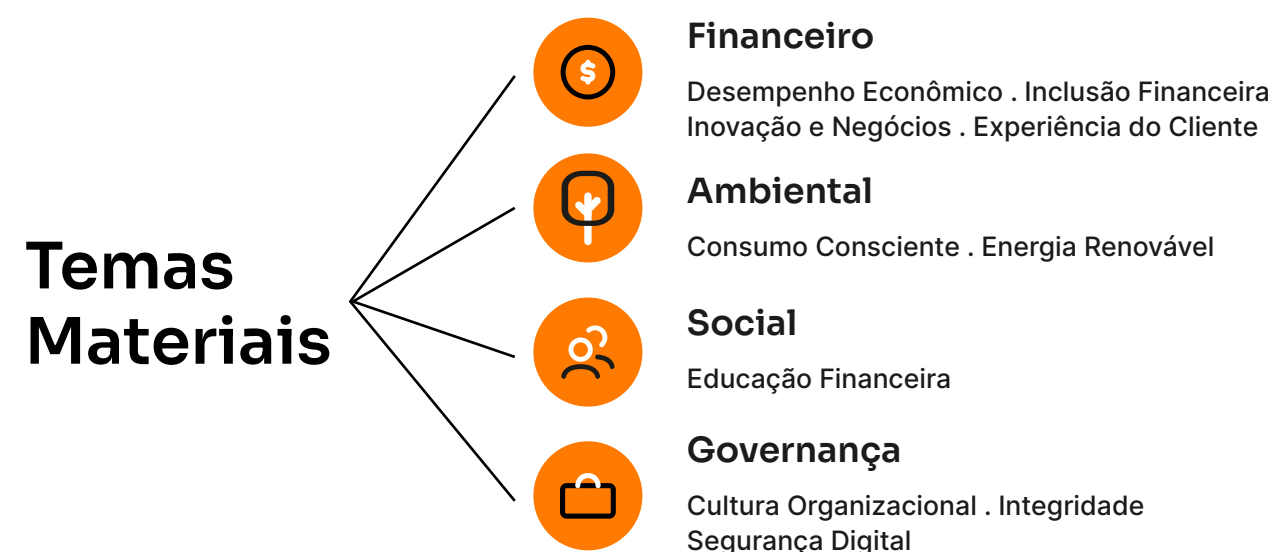 Temas
Materiais
Financeiro
Desempenho Econômico . Inclusão Financeira
Inovação e Negócios . Experiência do Cliente
Ambiental
Consumo Consciente . Energia Renovável
Social
Educação Financeira
Governança
Cultura Organizacional . Integridade
Segurança Digital